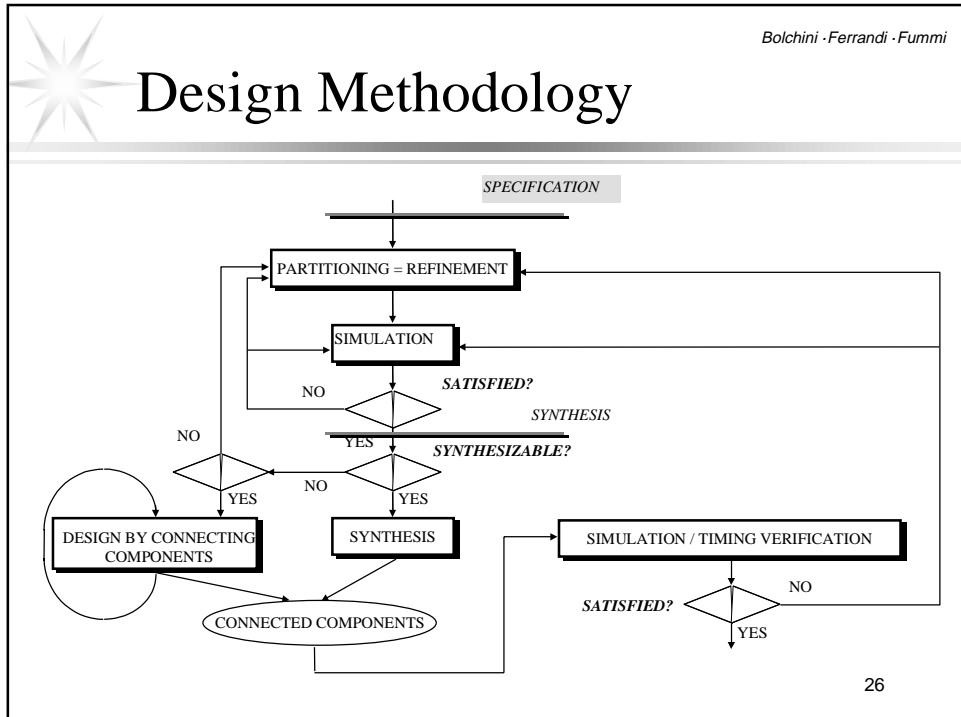 Bolchini · Ferrandi · Fummi
Design Methodology
SPECIFICATION
PARTITIONING = REFINEMENT
SIMULATION
SATISFIED?
NO
SYNTHESIS
YES
SYNTHESIZABLE?
NO
NO
YES
YES
DESIGN BY CONNECTING
COMPONENTS
SYNTHESIS
SIMULATION / TIMING VERIFICATION
NO
SATISFIED?
CONNECTED COMPONENTS
YES
26